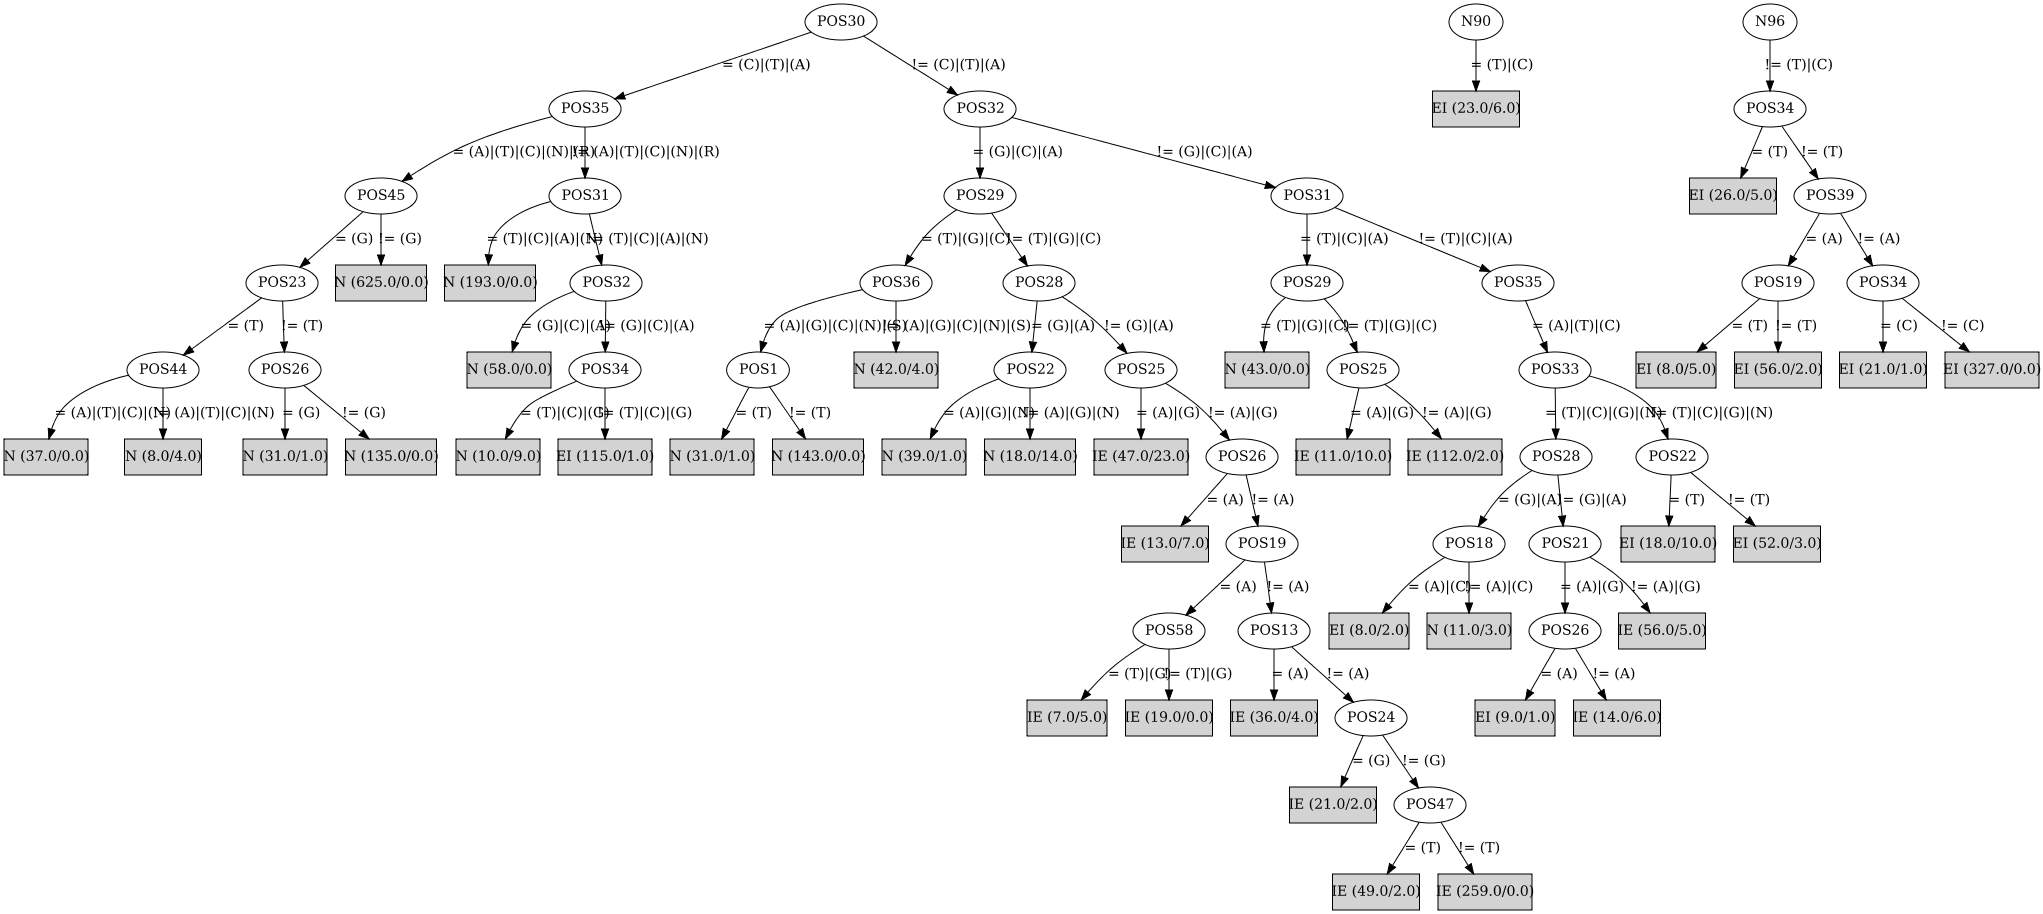 POS30
N90
N96
= (C)|(T)|(A)
!= (C)|(T)|(A)
= (T)|(C)
!= (T)|(C)
POS35
POS32
EI (23.0/6.0)
POS34
= (A)|(T)|(C)|(N)|(R)
!= (A)|(T)|(C)|(N)|(R)
= (G)|(C)|(A)
!= (G)|(C)|(A)
= (T)
!= (T)
POS45
POS31
POS29
POS31
EI (26.0/5.0)
POS39
= (G)
!= (G)
= (T)|(C)|(A)|(N)
!= (T)|(C)|(A)|(N)
= (T)|(G)|(C)
!= (T)|(G)|(C)
= (T)|(C)|(A)
!= (T)|(C)|(A)
= (A)
!= (A)
POS23
N (625.0/0.0)
N (193.0/0.0)
POS32
POS36
POS28
POS29
POS35
POS19
POS34
= (T)
!= (T)
= (G)|(C)|(A)
!= (G)|(C)|(A)
= (A)|(G)|(C)|(N)|(S)
!= (A)|(G)|(C)|(N)|(S)
= (G)|(A)
!= (G)|(A)
= (T)|(G)|(C)
!= (T)|(G)|(C)
= (A)|(T)|(C)
= (T)
!= (T)
= (C)
!= (C)
POS44
POS26
N (58.0/0.0)
POS34
POS1
N (42.0/4.0)
POS22
POS25
N (43.0/0.0)
POS25
POS33
EI (8.0/5.0)
EI (56.0/2.0)
EI (21.0/1.0)
EI (327.0/0.0)
= (A)|(T)|(C)|(N)
!= (A)|(T)|(C)|(N)
= (G)
!= (G)
= (T)|(C)|(G)
!= (T)|(C)|(G)
= (T)
!= (T)
= (A)|(G)|(N)
!= (A)|(G)|(N)
= (A)|(G)
!= (A)|(G)
= (A)|(G)
!= (A)|(G)
= (T)|(C)|(G)|(N)
!= (T)|(C)|(G)|(N)
N (37.0/0.0)
N (8.0/4.0)
N (31.0/1.0)
N (135.0/0.0)
N (10.0/9.0)
EI (115.0/1.0)
N (31.0/1.0)
N (143.0/0.0)
N (39.0/1.0)
N (18.0/14.0)
IE (47.0/23.0)
POS26
IE (11.0/10.0)
IE (112.0/2.0)
POS28
POS22
= (A)
!= (A)
= (G)|(A)
!= (G)|(A)
= (T)
!= (T)
IE (13.0/7.0)
POS19
POS18
POS21
EI (18.0/10.0)
EI (52.0/3.0)
= (A)
!= (A)
= (A)|(C)
!= (A)|(C)
= (A)|(G)
!= (A)|(G)
POS58
POS13
EI (8.0/2.0)
N (11.0/3.0)
POS26
IE (56.0/5.0)
= (T)|(G)
!= (T)|(G)
= (A)
!= (A)
= (A)
!= (A)
IE (7.0/5.0)
IE (19.0/0.0)
IE (36.0/4.0)
POS24
EI (9.0/1.0)
IE (14.0/6.0)
= (G)
!= (G)
IE (21.0/2.0)
POS47
= (T)
!= (T)
IE (49.0/2.0)
IE (259.0/0.0)